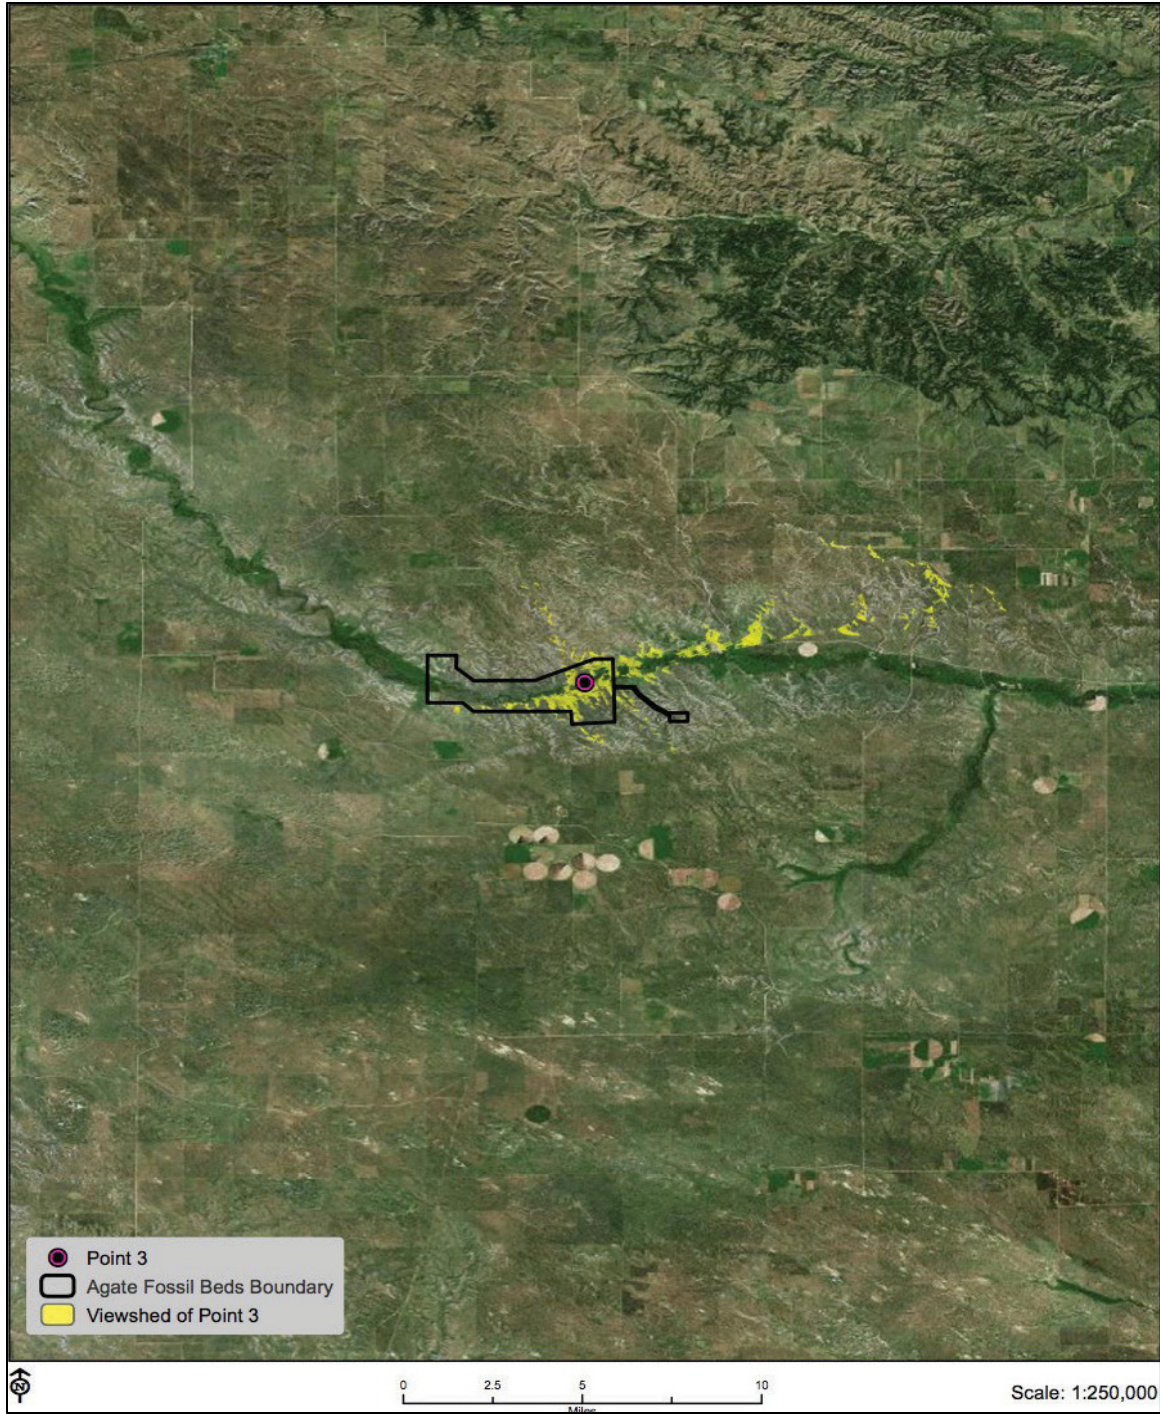 Point 3
Agate Fossil Beds Boundary
Viewshed of Point 3
N
0 2.5 5 10
Miles
Scale: 1:250,000